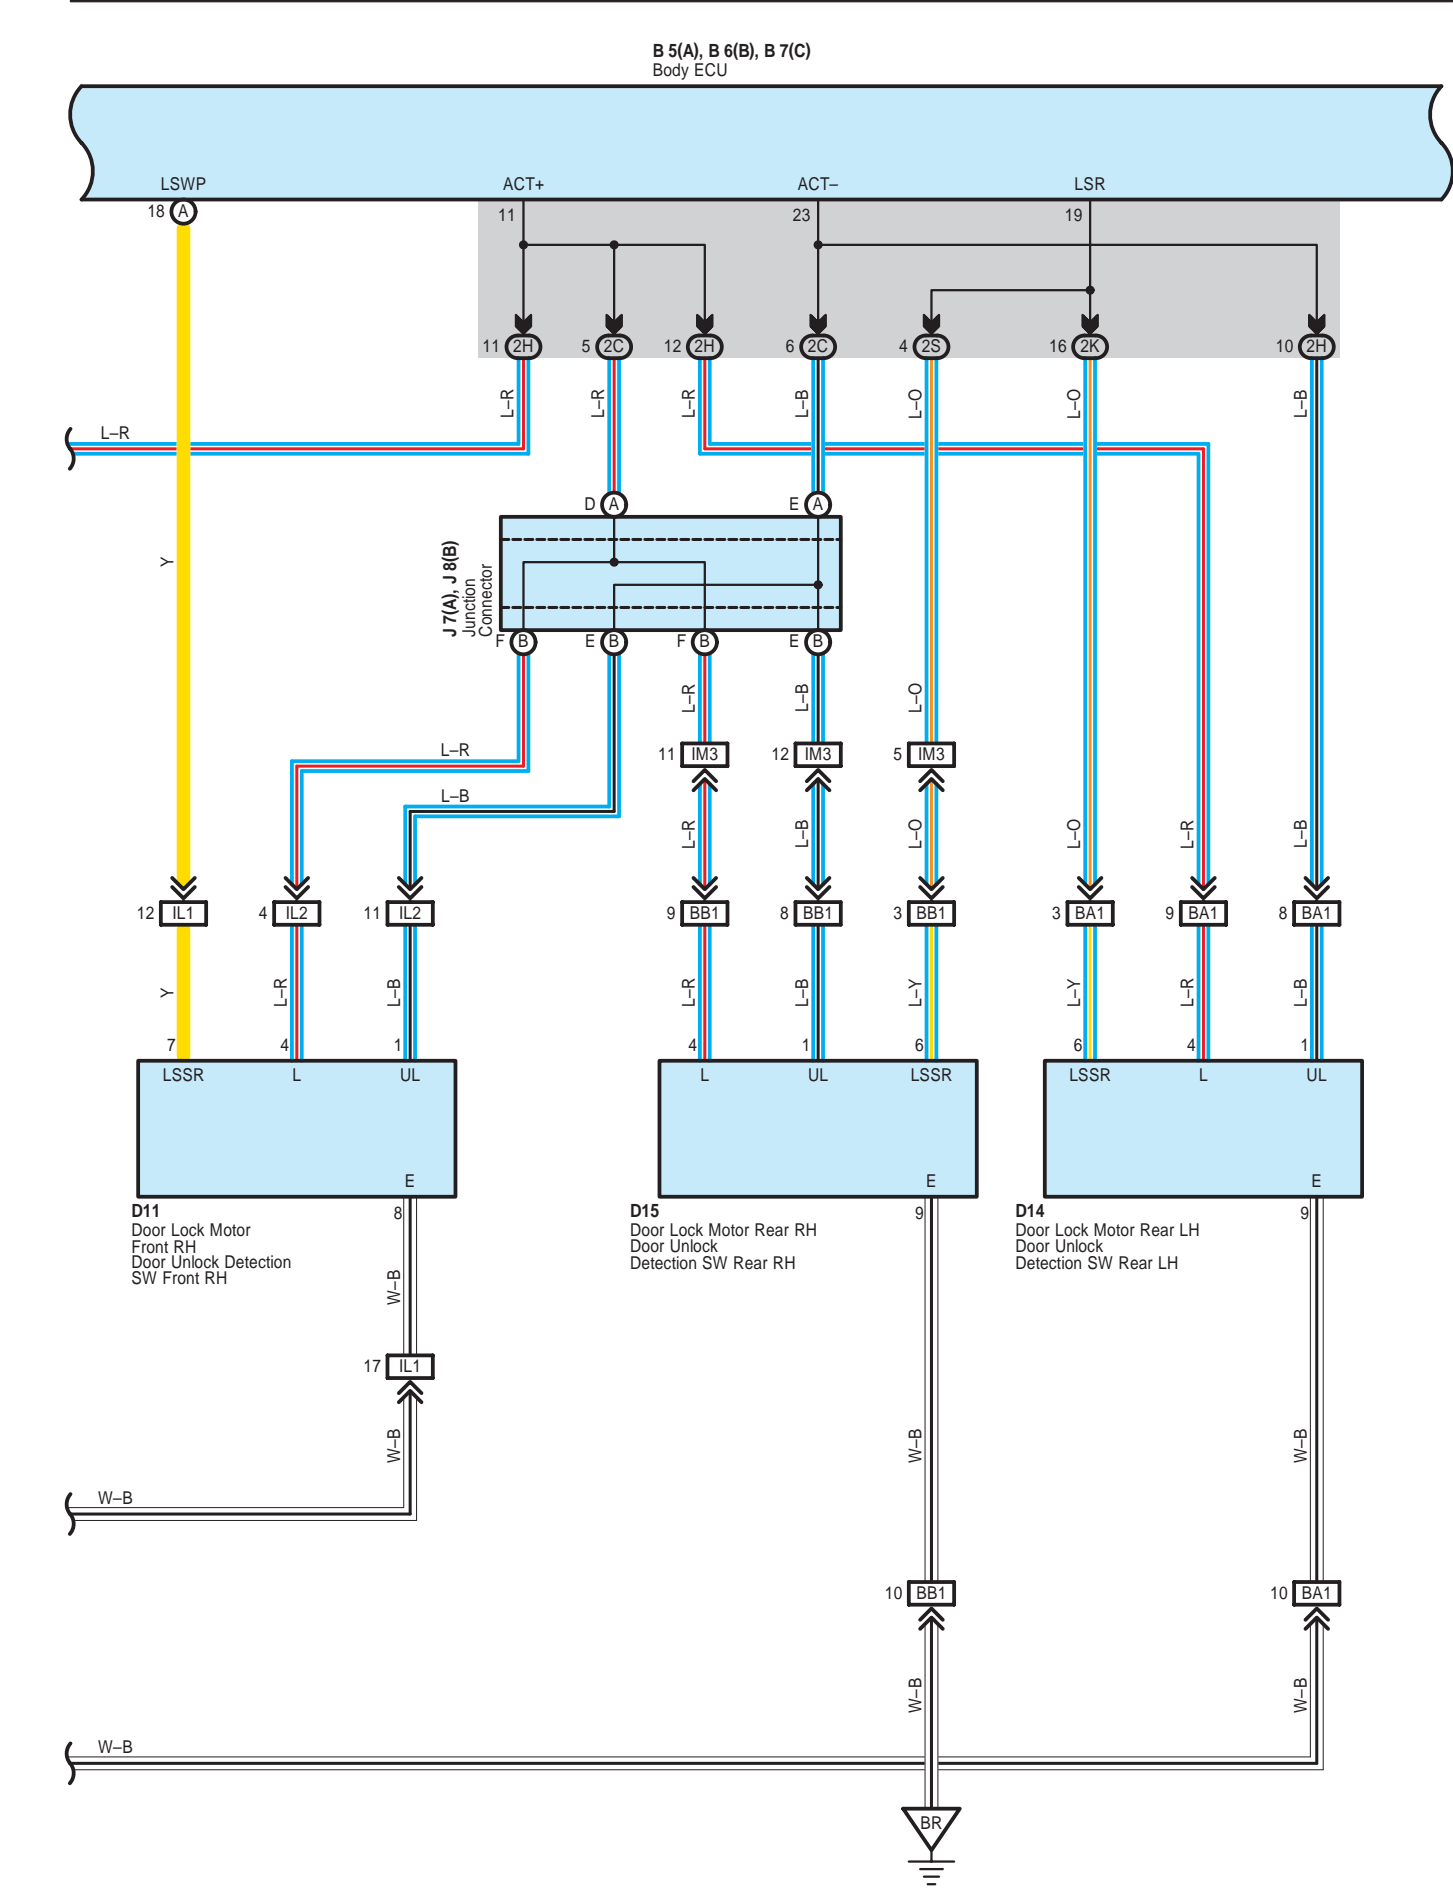 B 5(A), B 6(B), B 7(C)
Body ECU
LSWP ACT+ ACT– LSR
18 A 11 23 19
11 2H 5 2C 12 2H 6 2C 4 2S 16 2K 10 2H
L–R L–R L–R L–B L–O L–O L–B
L–R
D A E A
Y
J 7(A), J 8(B)
Junction
Connector
F B E B F B E B
L–R L–B L–O
L–R
11 IM3 12 IM3 5 IM3
L–B
L–R L–B L–O L–O L–R L–B
12 IL1 4 IL2 11 IL2 9 BB1 8 BB1 3 BB1 3 BA1 9 BA1 8 BA1
Y L–R L–B L–R L–B L–Y L–Y L–R L–B
7 4 1 4 1 6 6 4 1
LSSR L UL L UL LSSR LSSR L UL
E E E
8 9 9
D11
Door Lock Motor
Front RH
Door Unlock Detection
SW Front RH
D15
Door Lock Motor Rear RH
Door Unlock
Detection SW Rear RH
D14
Door Lock Motor Rear LH
Door Unlock
Detection SW Rear LH
W–B
17 IL1
W–B W–B W–B
W–B
10 BB1 10 BA1
W–B W–B
W–B
BR